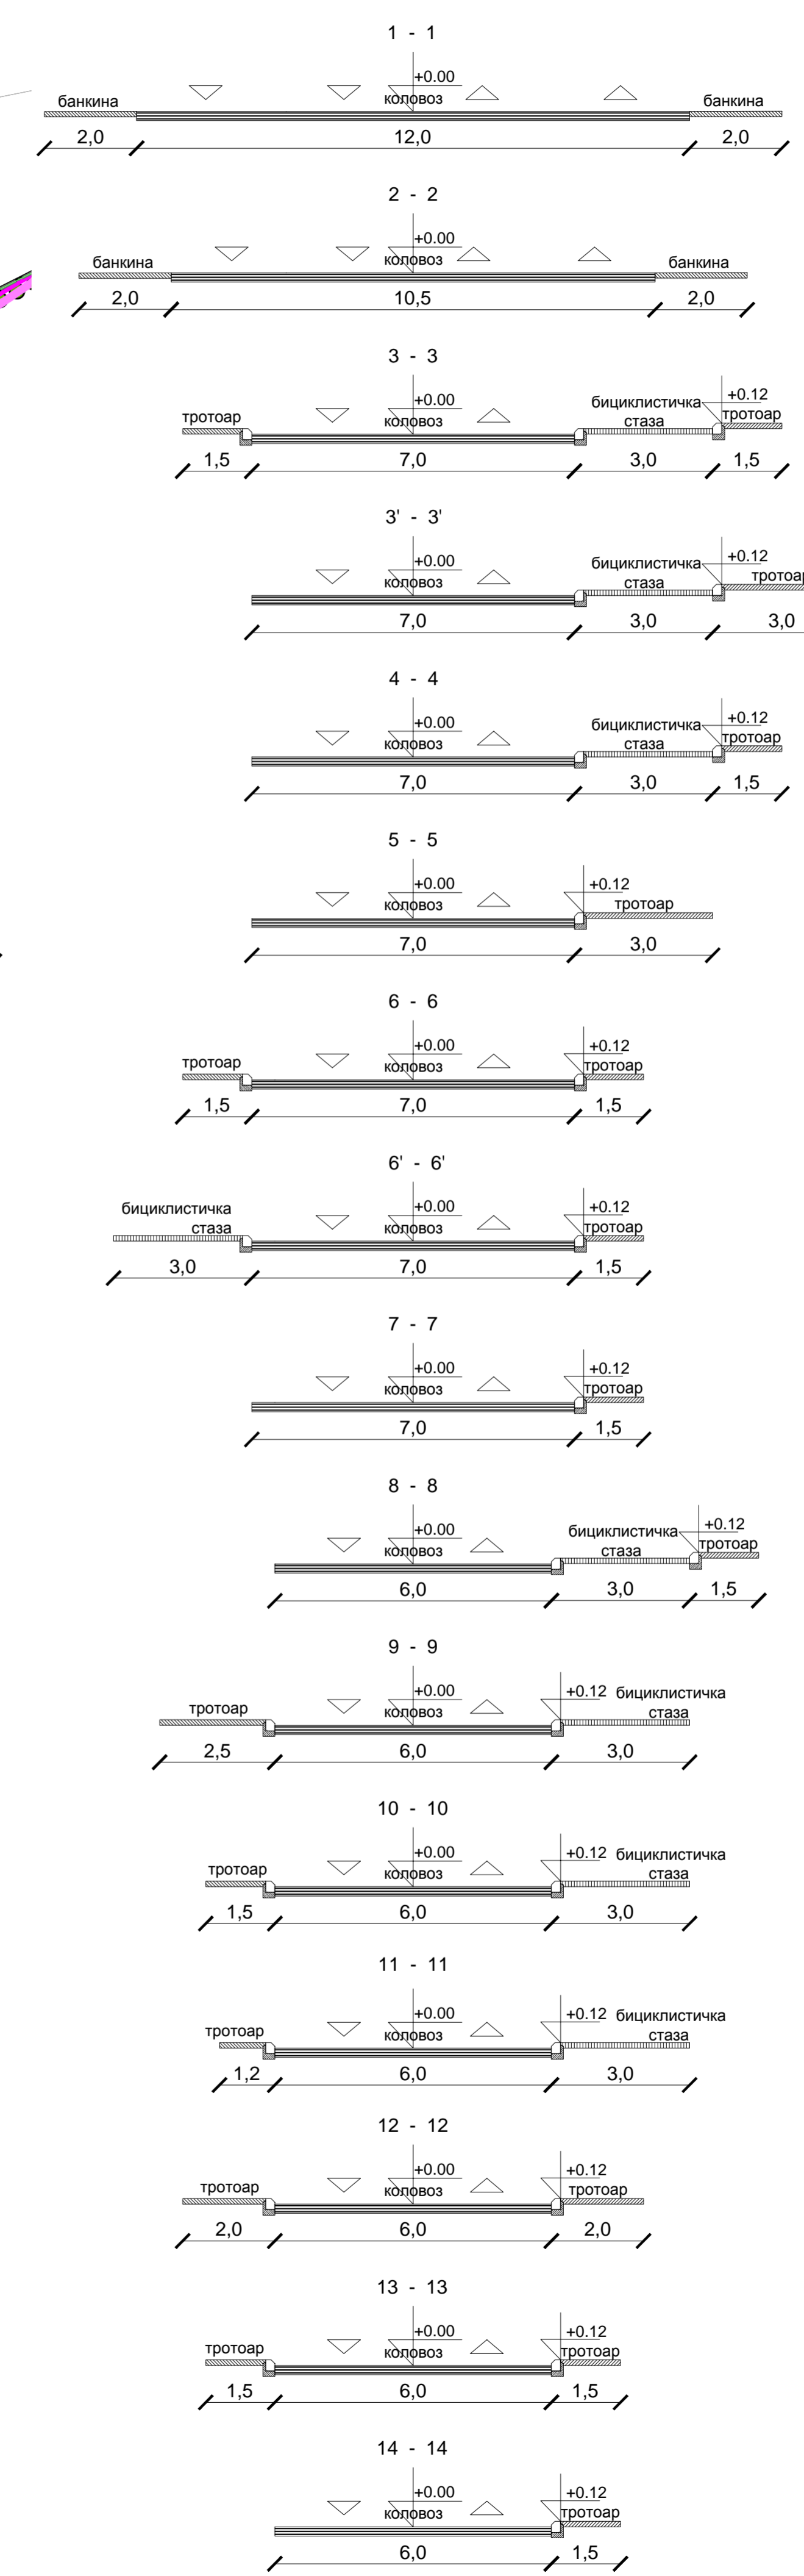 1 - 1
+0.00
банкина коловоз банкина
2,0 12,0 2,0
2 - 2
+0.00
банкина коловоз банкина
2,0 10,5 2,0
3 - 3
+0.00 бициклистичка +0.12
тротоар коловоз стаза тротоар
1,5 7,0 3,0 1,5
3' - 3'
+0.00 бициклистичка +0.12
коловоз стаза тротоар
7,0 3,0 3,0
4 - 4
+0.00 бициклистичка +0.12
коловоз стаза тротоар
7,0 3,0 1,5
5 - 5
+0.00 +0.12
коловоз тротоар
7,0 3,0
6 - 6
+0.00 +0.12
тротоар коловоз тротоар
1,5 7,0 1,5
6' - 6'
бициклистичка +0.00 +0.12
стаза коловоз тротоар
3,0 7,0 1,5
7 - 7
+0.00 +0.12
коловоз тротоар
7,0 1,5
8 - 8
+0.00 бициклистичка +0.12
коловоз стаза тротоар
6,0 3,0 1,5
9 - 9
+0.00 +0.12 бициклистичка
тротоар коловоз стаза
2,5 6,0 3,0
10 - 10
+0.00 +0.12 бициклистичка
тротоар коловоз стаза
1,5 6,0 3,0
11 - 11
+0.00 +0.12 бициклистичка
тротоар коловоз стаза
1,2 6,0 3,0
12 - 12
+0.00 +0.12
тротоар коловоз тротоар
2,0 6,0 2,0
13 - 13
+0.00 +0.12
тротоар коловоз тротоар
1,5 6,0 1,5
14 - 14
+0.00 +0.12
коловоз тротоар
6,0 1,5